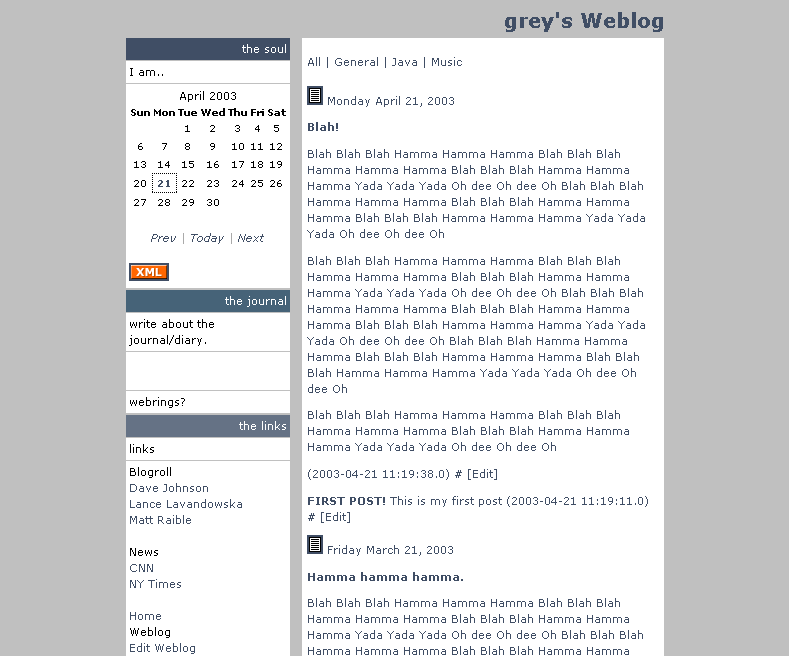 grey's Weblog
the soul
I am..
April 2003
Sun Mon Tue Wed Thu Fri Sat
1 2 3 4 5
6 7 8 9 10 11 12
13 14 15 16 17 18 19
20 21 22 23 24 25 26
27 28 29 30
Prev | Today | Next
XML
the journal
write about the
journal/diary.
webrings?
the links
links
Blogroll
Dave Johnson
Lance Lavandowska
Matt Raible
News
CNN
NY Times
Home
Weblog
Edit Weblog
All | General | Java | Music
Monday April 21, 2003
Blah!
Blah Blah Blah Hamma Hamma Hamma Blah Blah Blah
Hamma Hamma Hamma Blah Blah Blah Hamma Hamma
Hamma Yada Yada Yada Oh dee Oh dee Oh Blah Blah Blah
Hamma Hamma Hamma Blah Blah Blah Hamma Hamma
Hamma Blah Blah Blah Hamma Hamma Hamma Yada Yada
Yada Oh dee Oh dee Oh
Blah Blah Blah Hamma Hamma Hamma Blah Blah Blah
Hamma Hamma Hamma Blah Blah Blah Hamma Hamma
Hamma Yada Yada Yada Oh dee Oh dee Oh Blah Blah Blah
Hamma Hamma Hamma Blah Blah Blah Hamma Hamma
Hamma Blah Blah Blah Hamma Hamma Hamma Yada Yada
Yada Oh dee Oh dee Oh Blah Blah Blah Hamma Hamma
Hamma Blah Blah Blah Hamma Hamma Hamma Blah Blah
Blah Hamma Hamma Hamma Yada Yada Yada Oh dee Oh
dee Oh
Blah Blah Blah Hamma Hamma Hamma Blah Blah Blah
Hamma Hamma Hamma Blah Blah Blah Hamma Hamma
Hamma Yada Yada Yada Oh dee Oh dee Oh
(2003-04-21 11:19:38.0) # [Edit]
FIRST POST! This is my first post (2003-04-21 11:19:11.0)
# [Edit]
Friday March 21, 2003
Hamma hamma hamma.
Blah Blah Blah Hamma Hamma Hamma Blah Blah Blah
Hamma Hamma Hamma Blah Blah Blah Hamma Hamma
Hamma Yada Yada Yada Oh dee Oh dee Oh Blah Blah Blah
Hamma Hamma Hamma Blah Blah Blah Hamma Hamma